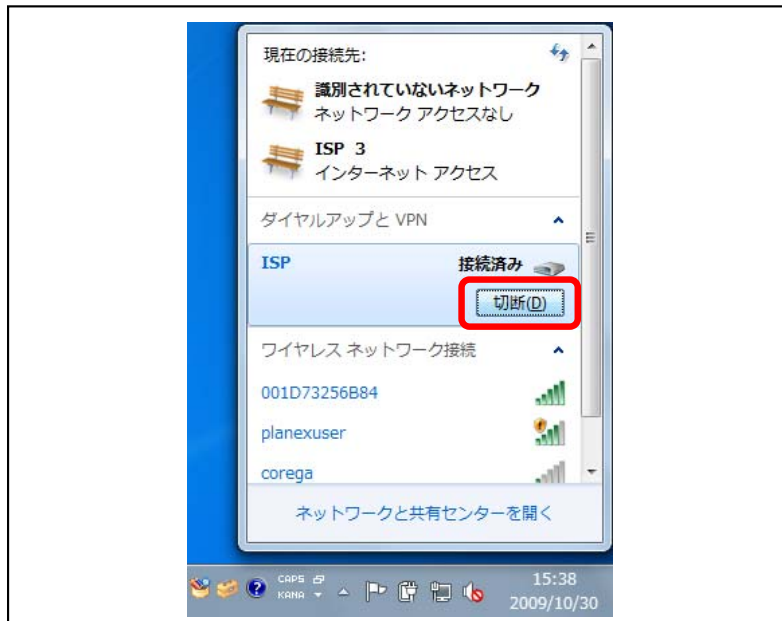 現在の接続先:
識別されていないネットワーク
ネットワーク アクセスなし
ISP 3
インターネット アクセス
ダイヤルアップと VPN
ISP 接続済み
切断(D)
ワイヤレス ネットワーク接続
001D73256B84
planexuser
corega
ネットワークと共有センターを開く
CAPS
KANA
15:38
2009/10/30